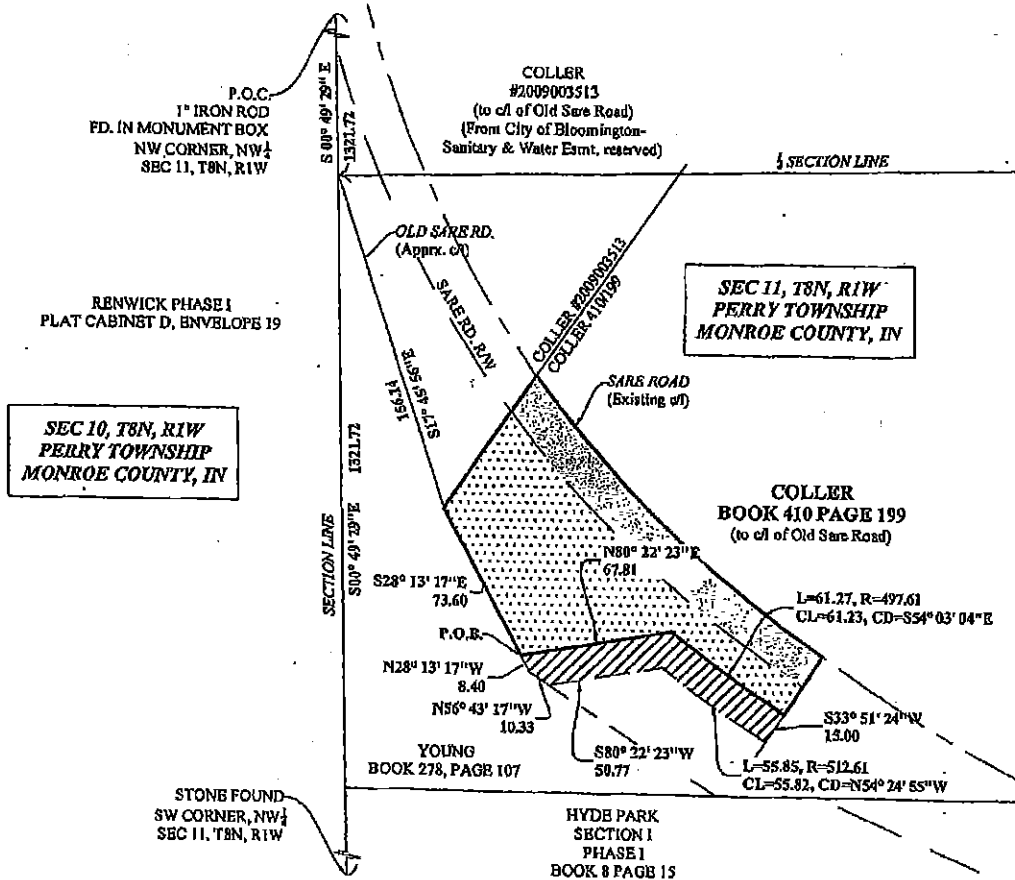 P.O.C.
1" IRON ROD
FD. IN MONUMENT BOX
NW CORNER, NW¼
SEC 11, T8N, R1W
S 00° 49' 29" E
1321.72
COLLER
#2009003513
(to c/l of Old Sare Road)
(From City of Bloomington-
Sanitary & Water Esmt. reserved)
SECTION LINE
OLD SARE RD.
(Apprx. c/l)
SARE RD. R/W
COLLER #2009003513
COLLER 410/199
SEC 11, T8N, R1W
PERRY TOWNSHIP
MONROE COUNTY, IN
RENWICK PHASE I
PLAT CABINET D, ENVELOPE 19
S17° 45' 56"E
156.14
SARE ROAD
(Existing c/l)
SEC 10, T8N, R1W
PERRY TOWNSHIP
MONROE COUNTY, IN
SECTION LINE
S00° 49' 29"E 1321.72
COLLER
BOOK 410 PAGE 199
(to c/l of Old Sare Road)
N80° 22' 23"E
67.81
S28° 13' 17"E
73.60
L=61.27, R=497.61
CL=61.23, CD=S54° 03' 04"E
P.O.B.
N28° 13' 17"W
8.40
N56° 43' 17"W
10.33
S33° 51' 24"W
15.00
S80° 22' 23"W
50.77
YOUNG
BOOK 278, PAGE 107
L=55.85, R=512.61
CL=55.82, CD=N54° 24' 55"W
STONE FOUND
SW CORNER, NW¼
SEC 11, T8N, R1W
HYDE PARK
SECTION I
PHASE I
BOOK 8 PAGE 15